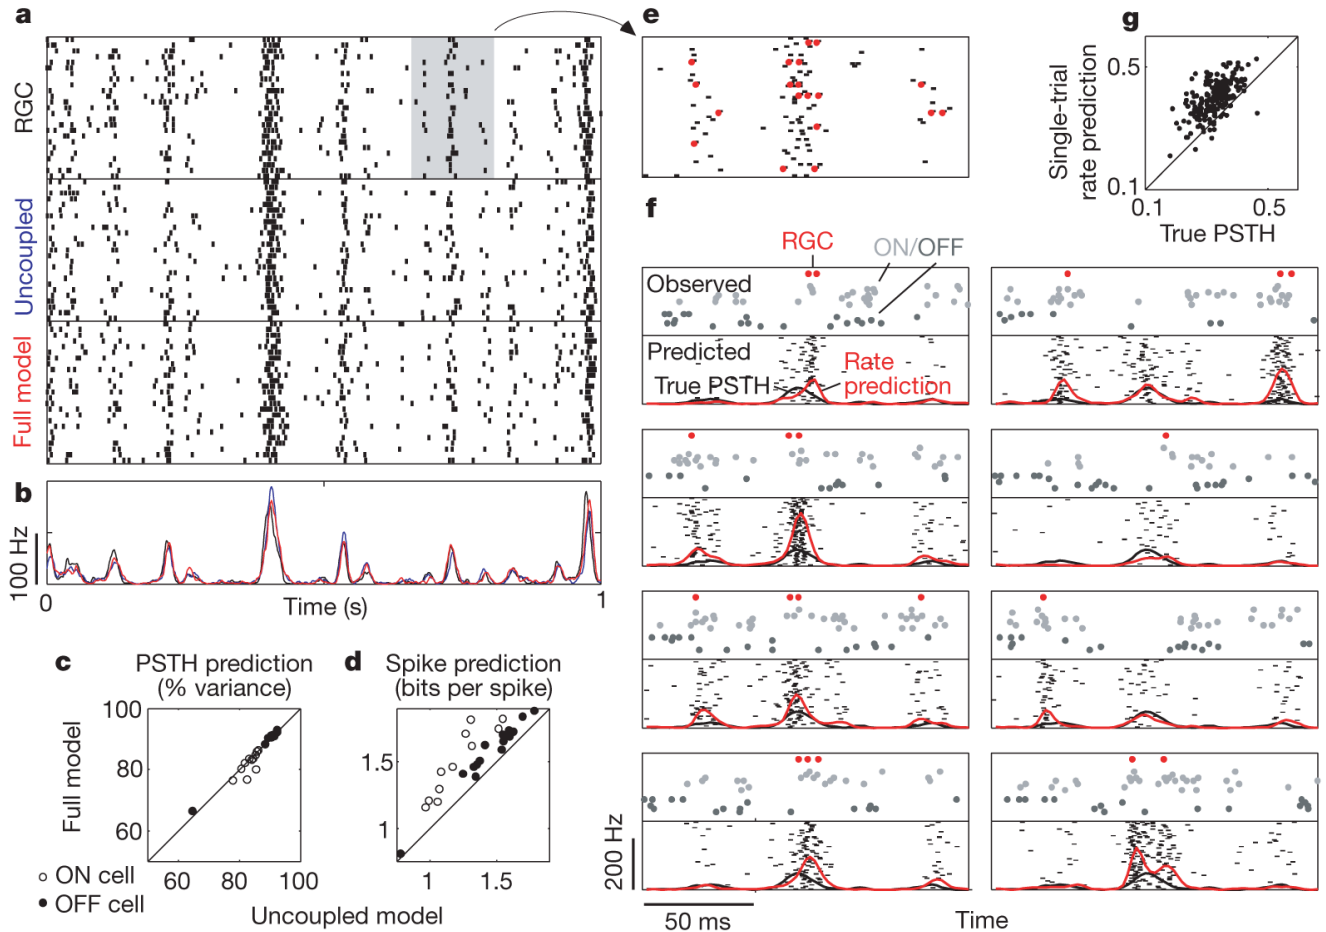 a
RGC
Uncoupled
Full model
b
100 Hz
0
Time (s)
1
c
PSTH prediction
(% variance)
100
80
60
60
80
100
Full model
d
Spike prediction
(bits per spike)
1.5
1
1
1.5
ON cell
OFF cell
Uncoupled model
e
g
Single-trial
rate prediction
0.5
0.1
0.1
0.5
True PSTH
f
RGC
ON/OFF
Observed
Predicted
True PSTH
Rate
prediction
200 Hz
50 ms
Time